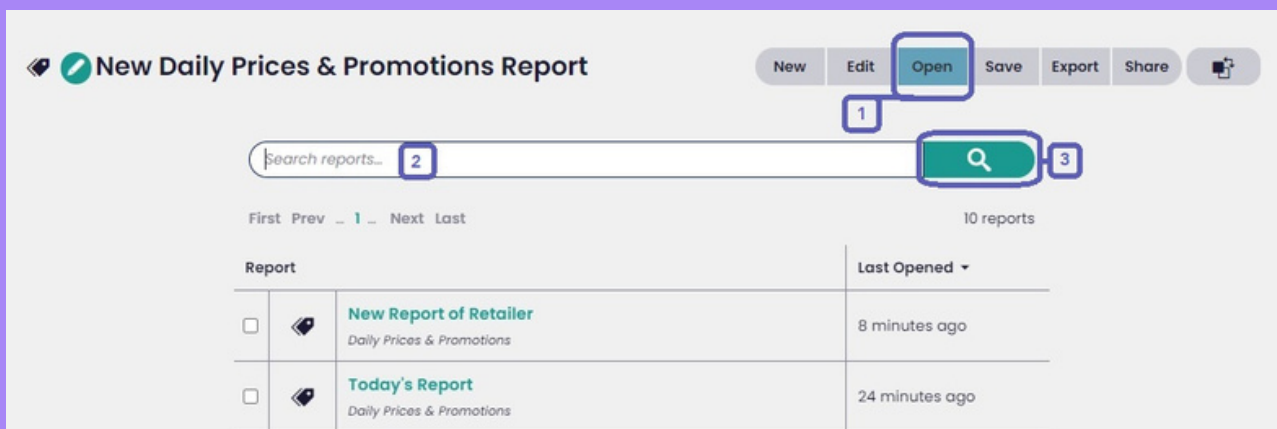 New Daily Prices & Promotions Report
New Edit Open Save Export Share
1
Search reports... 2
3
First Prev ... 1 ... Next Last 10 reports
Report Last Opened
New Report of Retailer
Daily Prices & Promotions
8 minutes ago
Today's Report
Daily Prices & Promotions
24 minutes ago